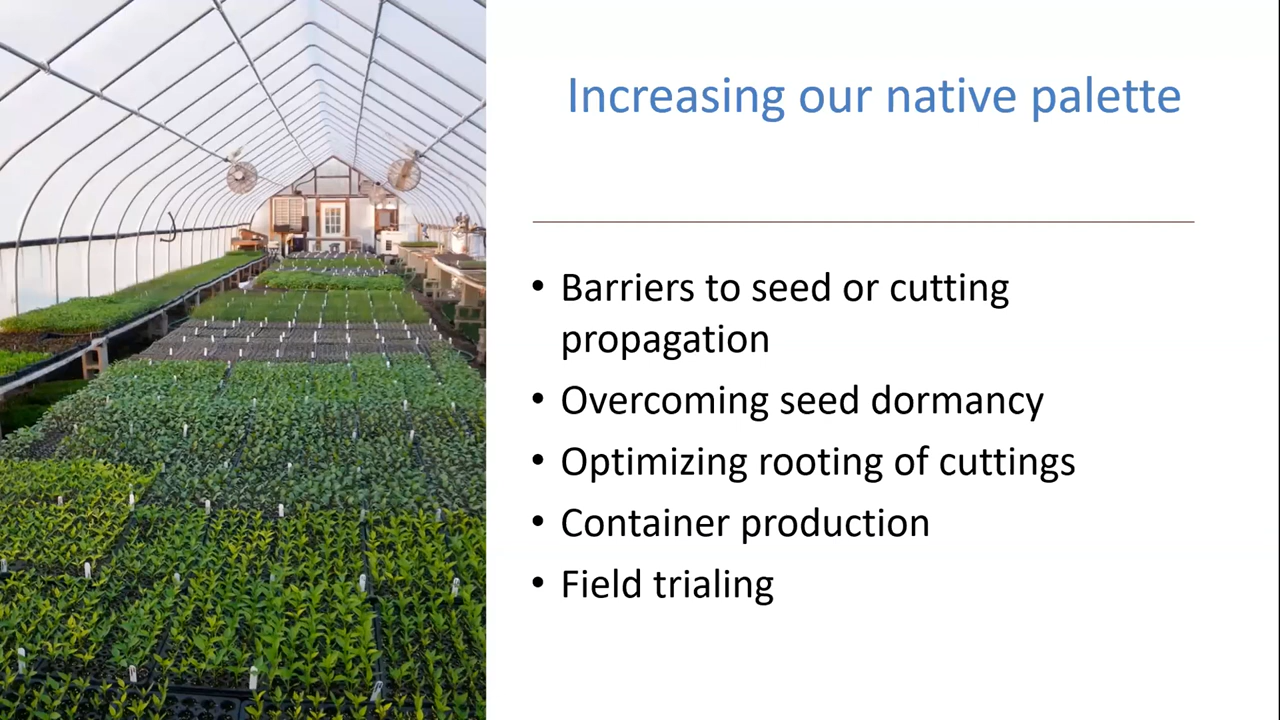 Increasing our native palette
• Barriers to seed or cutting
propagation
• Overcoming seed dormancy
• Optimizing rooting of cuttings
• Container production
• Field trialing